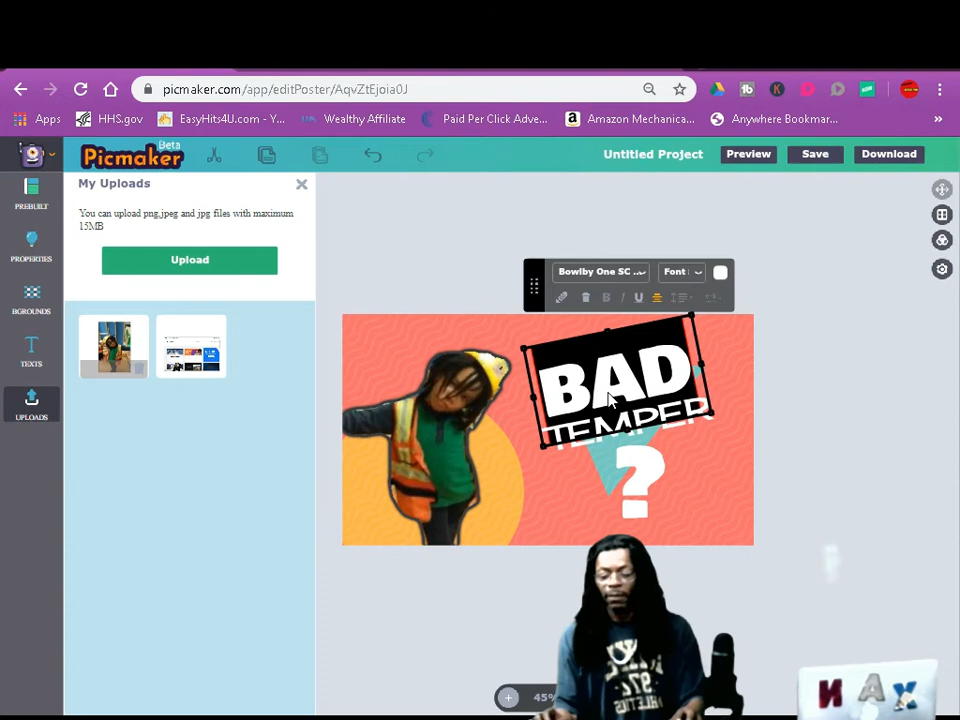 picmaker.com/app/editPoster/AqvZtEjoia0J
Apps
HHS.gov
EasyHits4U.com - Y...
Wealthy Affiliate
Paid Per Click Adve...
Amazon Mechanica...
Anywhere Bookmar...
»
Picmaker
Beta
Untitled Project
Preview
Save
Download
PREBUILT
PROPERTIES
BGROUNDS
TEXTS
UPLOADS
My Uploads
You can upload png,jpeg and jpg files with maximum
15MB
Upload
Bowlby One SC ...
Font
B I U
BAD
TEMPER
?
45%
972
NAX